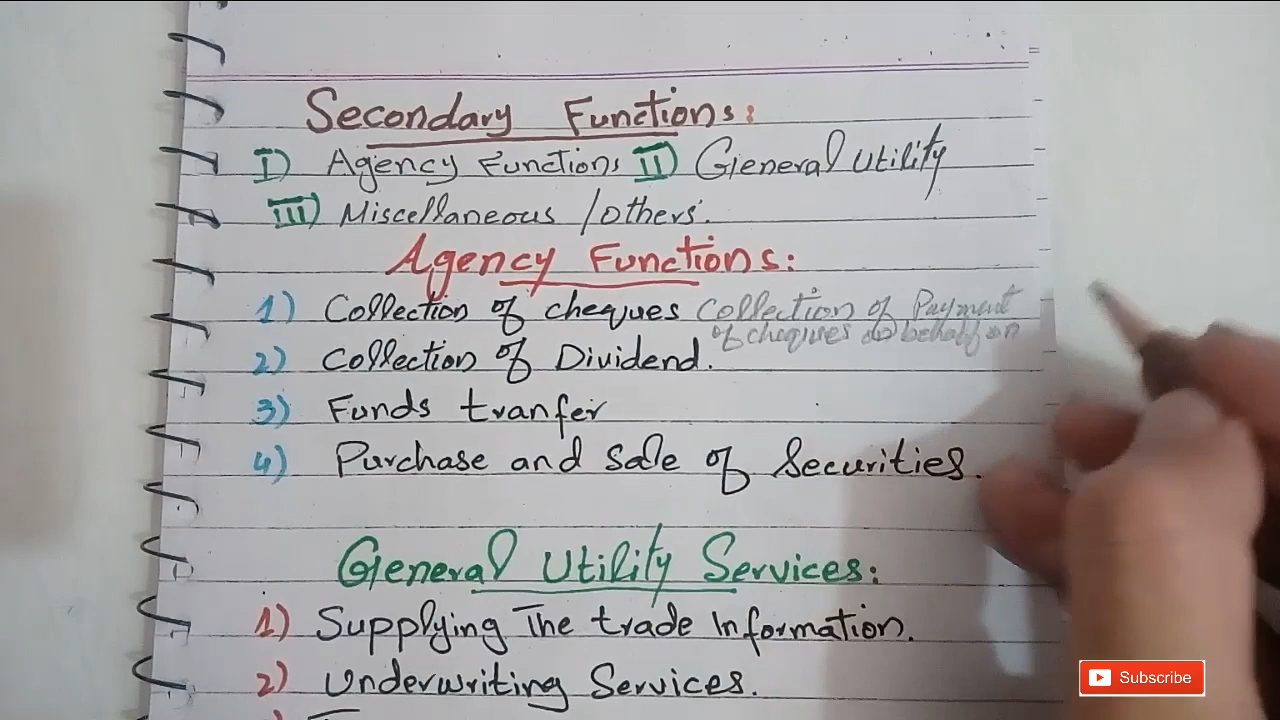 Secondary Functions:
I) Agency Functions II) General Utility
III) Miscellaneous / others.
Agency Functions:
1) Collection of cheques Collection of Payment
of cheques behalf on
2) Collection of Dividend.
3) Funds tranfer
4) Purchase and Sale of Securities.
General Utility Services:
1) Supplying The trade Information.
2) Underwriting Services.
Subscribe